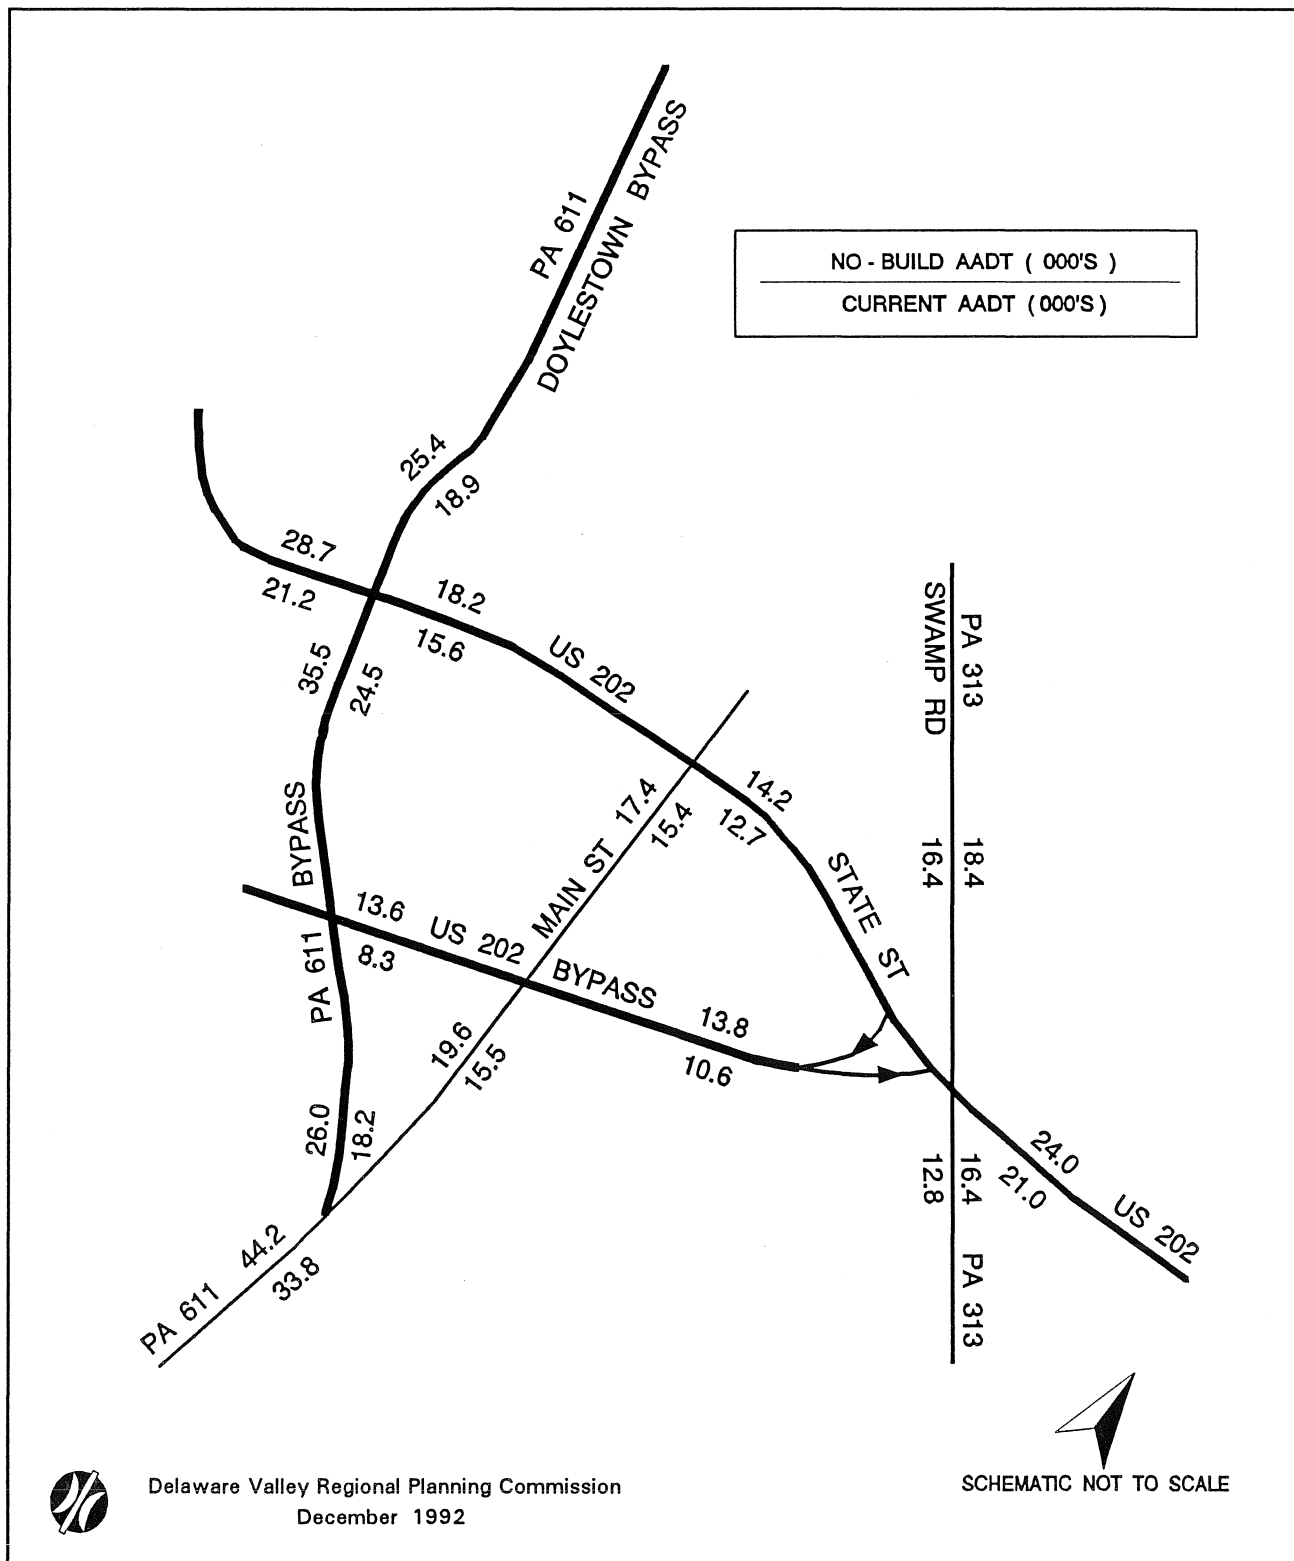 PA 611
DOYLESTOWN BYPASS
NO - BUILD AADT ( 000'S )
CURRENT AADT ( 000'S )
25.4
18.9
28.7
21.2
18.2
15.6
US 202
35.5
24.5
SWAMP RD
PA 313
17.4
15.4
14.2
12.7
PA 611 BYPASS
MAIN ST
STATE ST
16.4
18.4
13.6
8.3
US 202 BYPASS
13.8
10.6
19.6
15.5
26.0
18.2
24.0
21.0
12.8
16.4
US 202
PA 313
44.2
33.8
PA 611
SCHEMATIC NOT TO SCALE
Delaware Valley Regional Planning Commission
December 1992